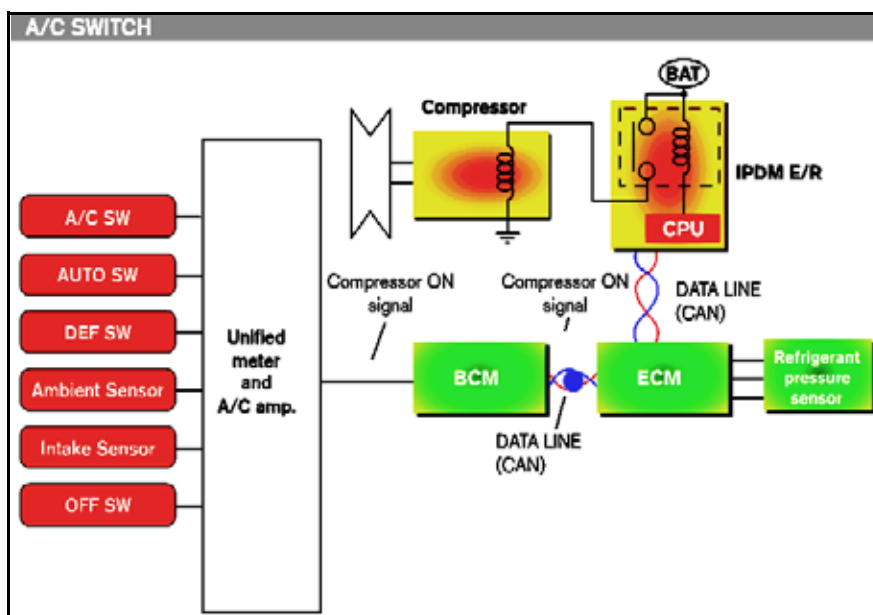 A/C SWITCH
BAT
Compressor
IPDM E/R
CPU
A/C SW
AUTO SW
DEF SW
Ambient Sensor
Intake Sensor
OFF SW
Unified
meter
and
A/C amp.
Compressor ON
signal
Compressor ON
signal
DATA LINE
(CAN)
BCM
ECM
Refrigerant
pressure
sensor
DATA LINE
(CAN)